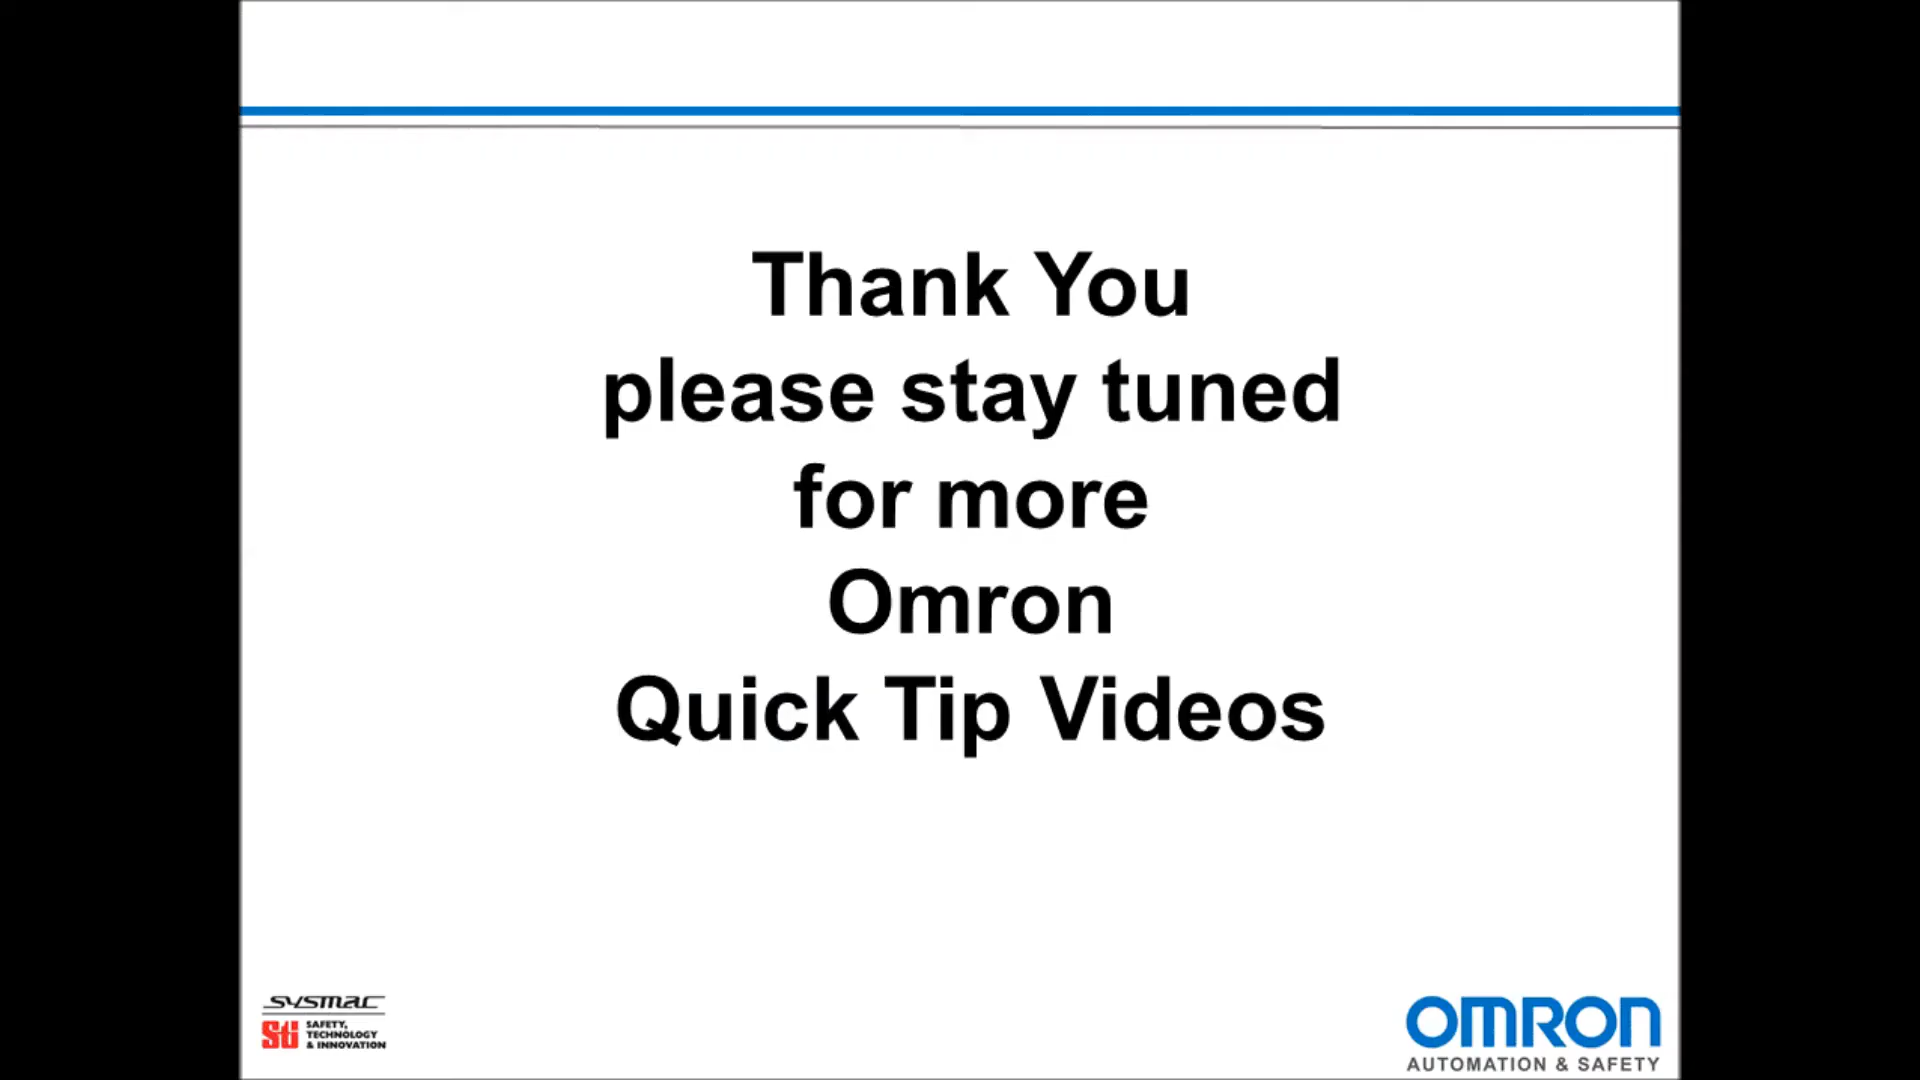 Thank You
please stay tuned
for more
Omron
Quick Tip Videos
sysmac
Sti
SAFETY,
TECHNOLOGY
& INNOVATION
OMRON
AUTOMATION & SAFETY